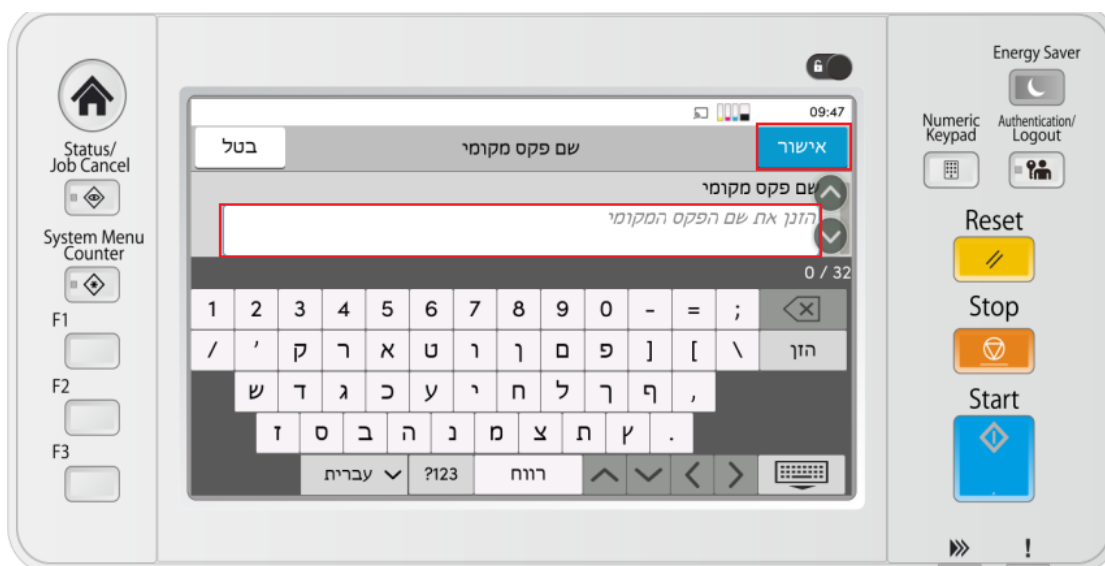 Energy Saver
Numeric Keypad
Authentication/
Logout
Status/
Job Cancel
System Menu
Counter
F1
F2
F3
Reset
Stop
Start
09:47
אישור
שם פקס מקומי
בטל
שם פקס מקומי
הזנן את שם הפקס המקומי
0 / 32
1 2 3 4 5 6 7 8 9 0 - = ;
/ ' ק ר א ט ו ן ם פ ] [ \ הזן
ש ד ג כ ע י ח ל ך ף ,
ז ס ב ה נ מ צ ת ץ .
עברית ?123 רווח
!